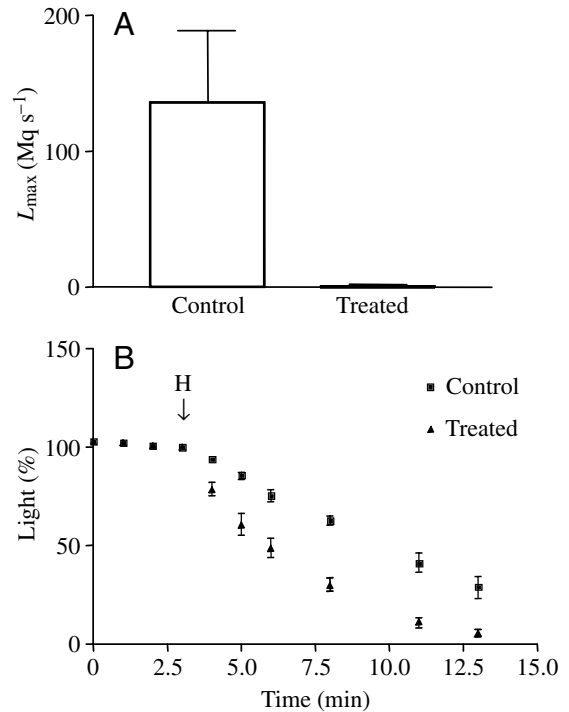 A
200
100
0
L_max (Mq s⁻¹)
Control
Treated
B
150
100
50
0
Light (%)
H
↓
Control
Treated
0
2.5
5.0
7.5
10.0
12.5
15.0
Time (min)